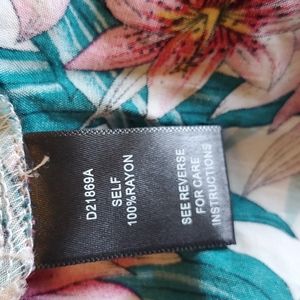 D21869A
SELF
100%RAYON
SEE REVERSE
FOR CARE
INSTRUCTIONS